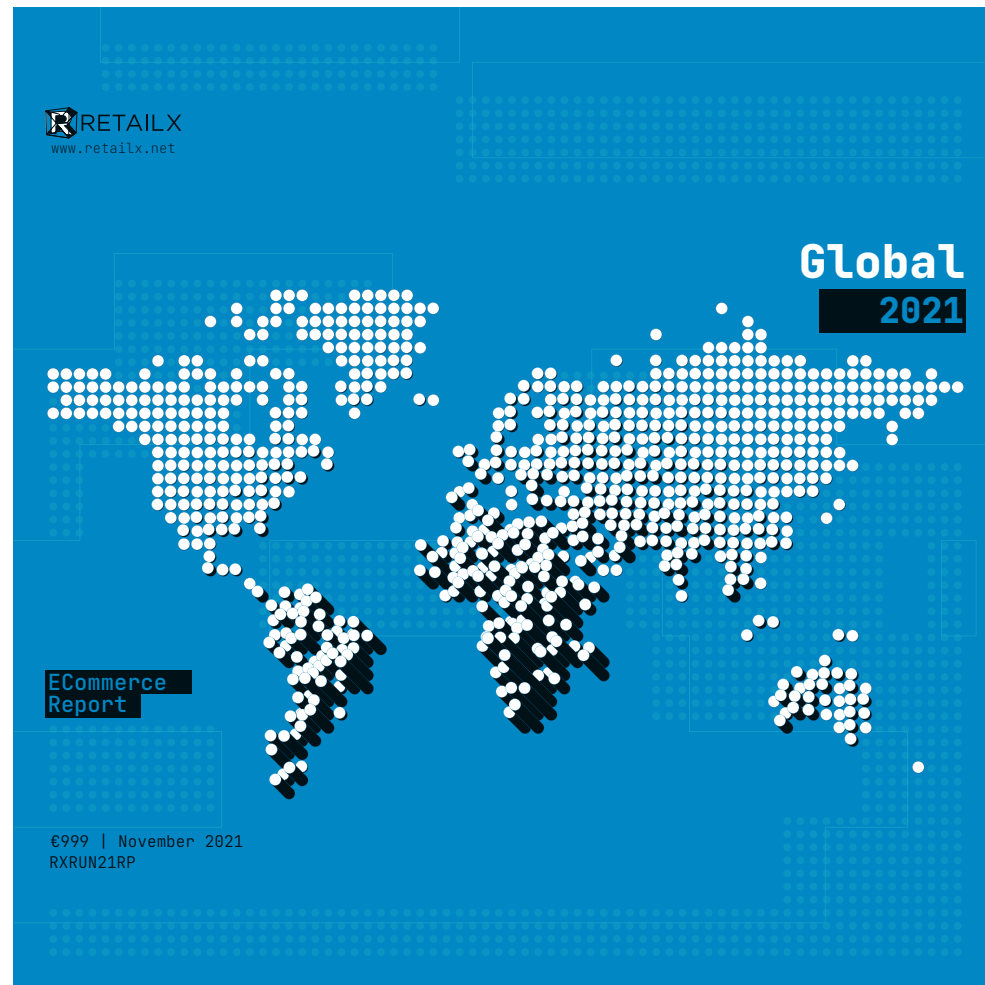 RETAILX
www.retailx.net
Global
2021
ECommerce
Report
€999 | November 2021
RXRUN21RP